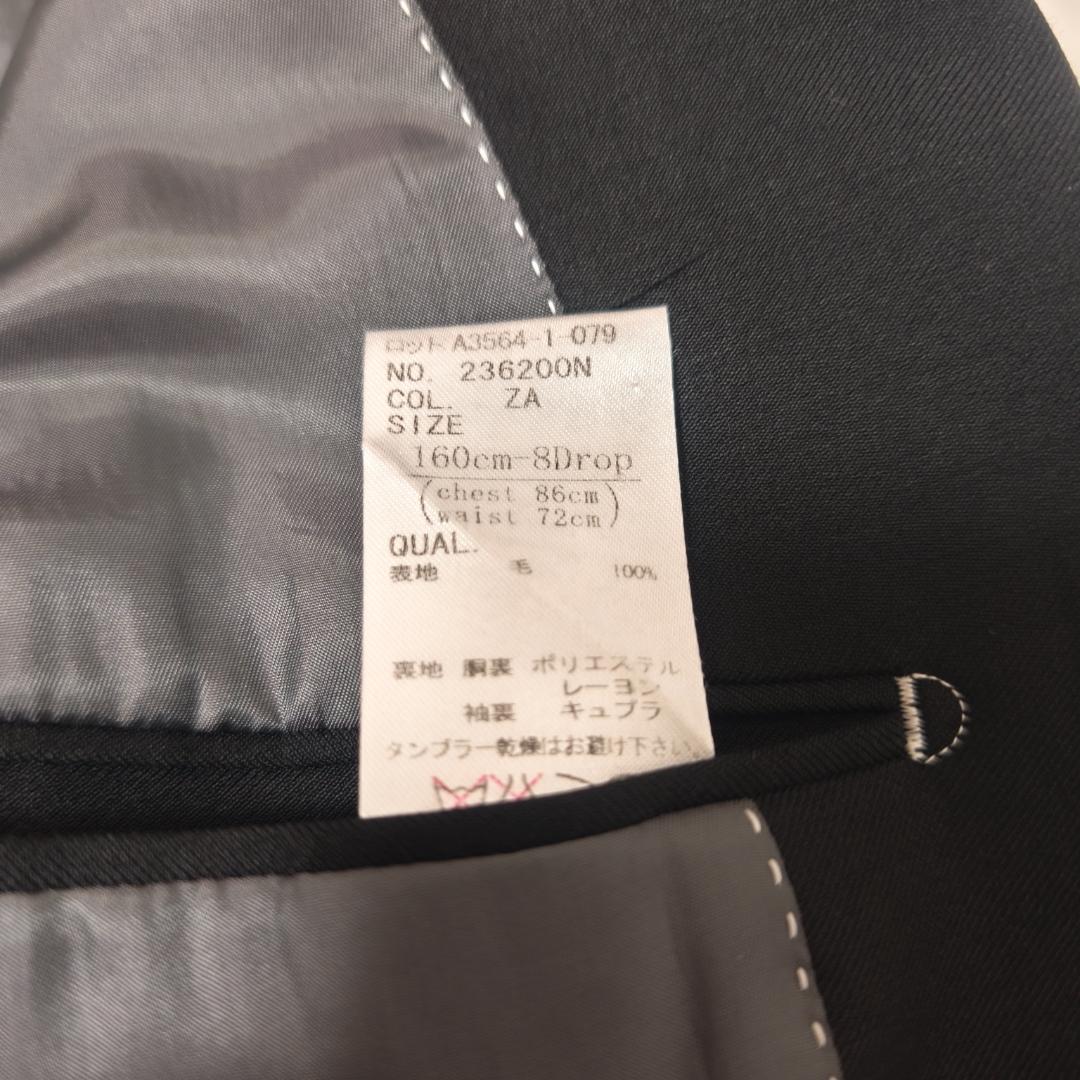 ロット A3564-1-079
NO. 236200N
COL. ZA
SIZE
160cm-8Drop
(chest 86cm
waist 72cm)
QUAL.
表地 毛 100%
裏地 胴裏 ポリエステル
レーヨン
袖裏 キュプラ
タンブラー乾燥はお避け下さい。